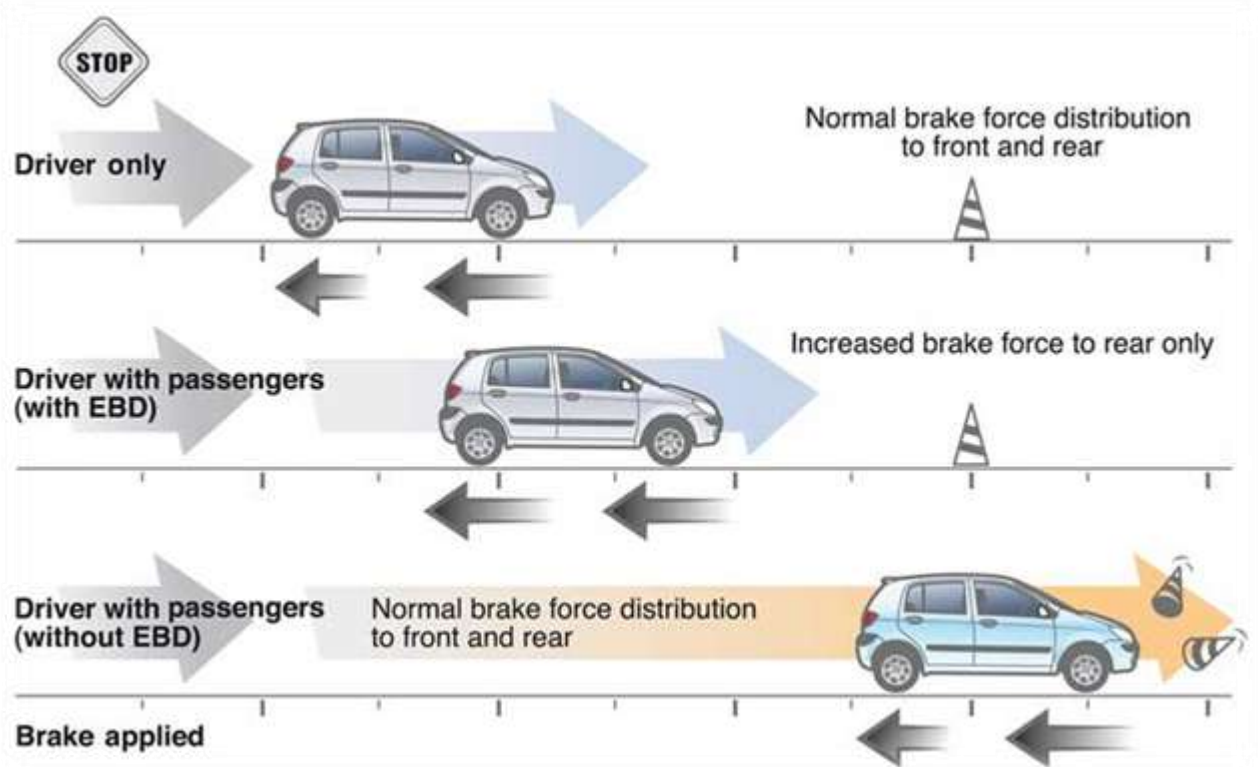 STOP
Driver only
Normal brake force distribution
to front and rear
Driver with passengers
(with EBD)
Increased brake force to rear only
Driver with passengers
(without EBD)
Normal brake force distribution
to front and rear
Brake applied